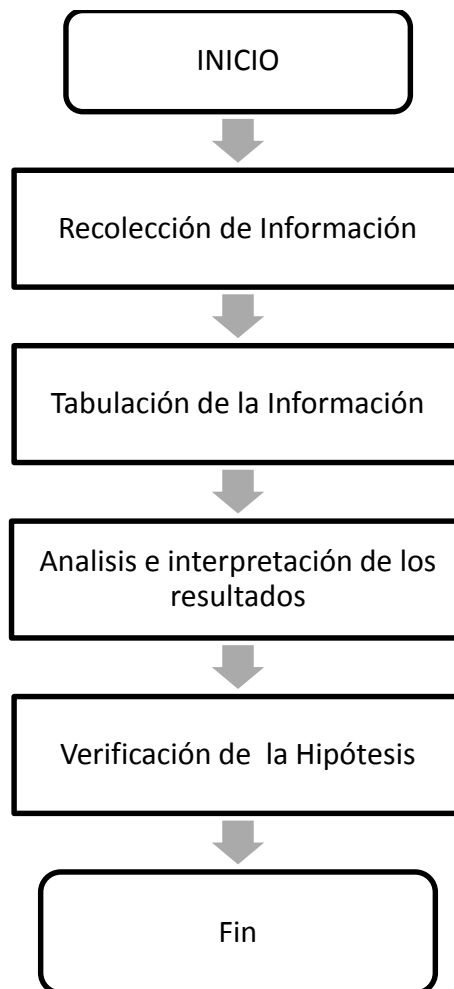 INICIO
Recolección de Información
Tabulación de la Información
Analisis e interpretación de los
resultados
Verificación de  la Hipótesis
Fin